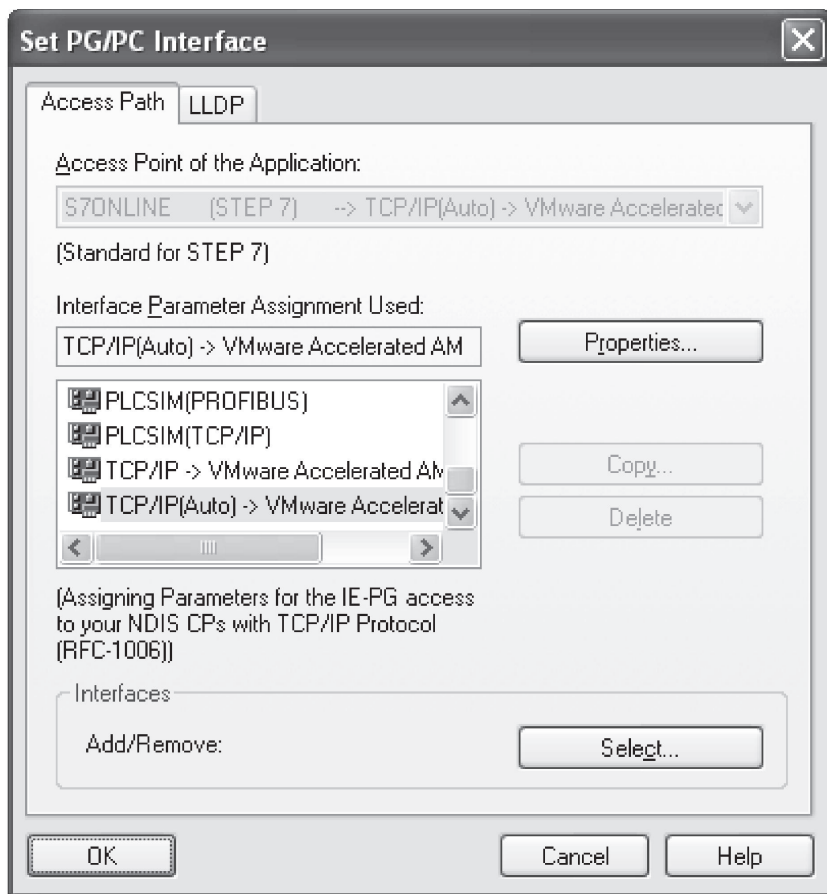 Set PG/PC Interface
Access Path LLDP
Access Point of the Application:
S7ONLINE (STEP 7) --> TCP/IP(Auto) -> VMware Accelerated
(Standard for STEP 7)
Interface Parameter Assignment Used:
TCP/IP(Auto) -> VMware Accelerated AM
Properties...
PLCSIM(PROFIBUS)
PLCSIM(TCP/IP)
TCP/IP -> VMware Accelerated AM
TCP/IP(Auto) -> VMware Accelerat
Copy...
Delete
(Assigning Parameters for the IE-PG access
to your NDIS CPs with TCP/IP Protocol
(RFC-1006))
Interfaces
Add/Remove:
Select...
OK Cancel Help